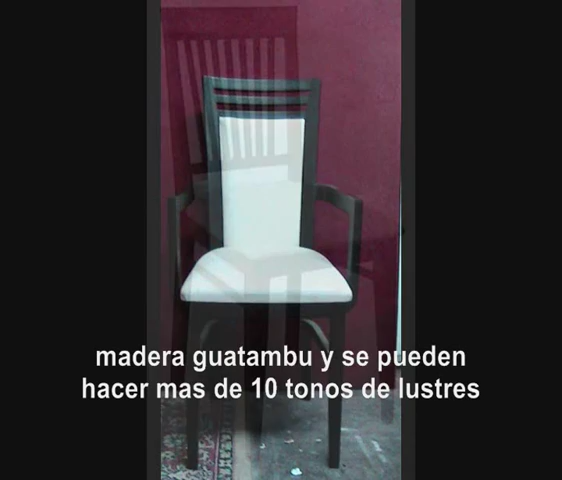 madera guatambu y se pueden
hacer mas de 10 tonos de lustres